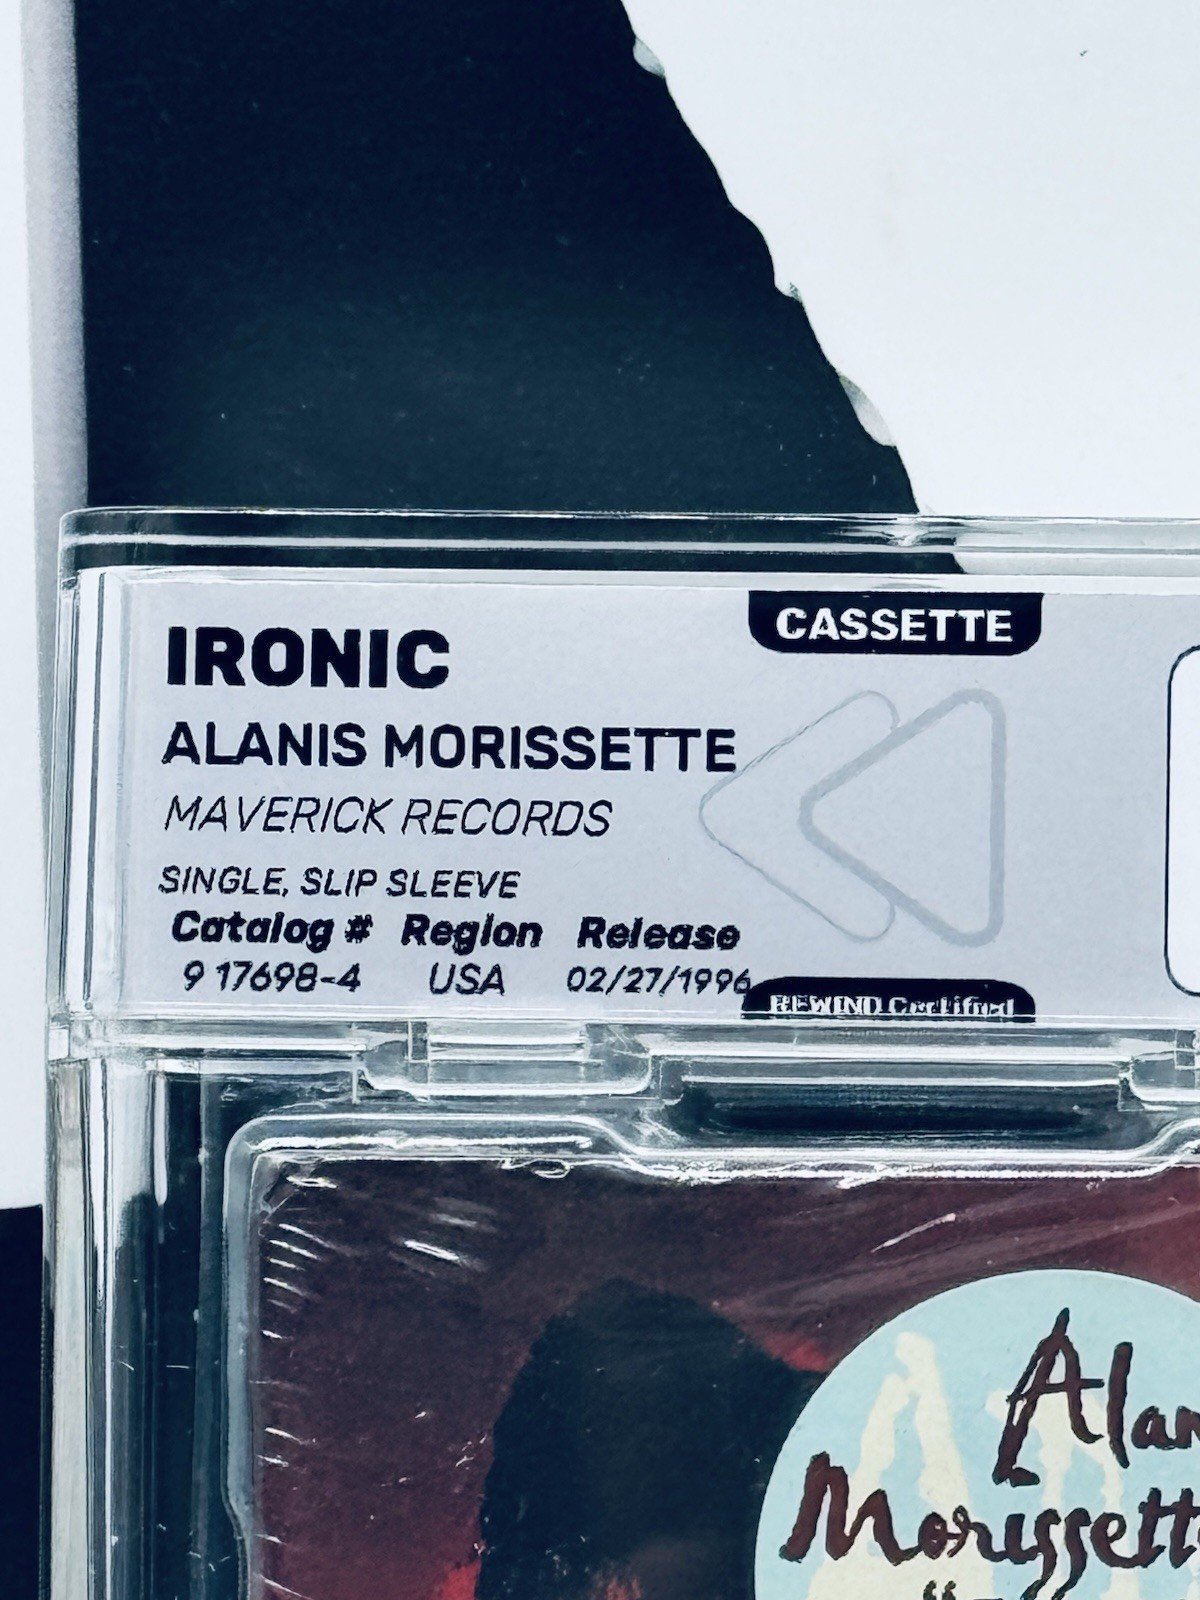 CASSETTE
IRONIC
ALANIS MORISSETTE
MAVERICK RECORDS
SINGLE, SLIP SLEEVE
Catalog # Region Release
9 17698-4 USA 02/27/1996
REWIND Certified
Alan
Morissett